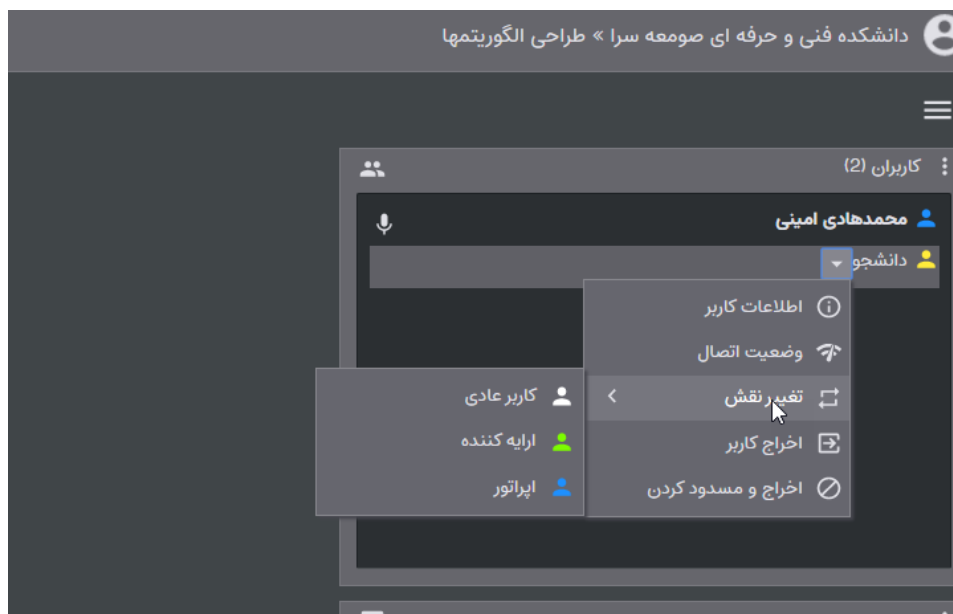 دانشکده فنی و حرفه ای صومعه سرا » طراحی الگوریتمها
کاربران (2)
محمدهادی امینی
دانشجو
اطلاعات کاربر
وضعیت اتصال
تغییر نقش
اخراج کاربر
اخراج و مسدود کردن
کاربر عادی
ارایه کننده
اپراتور